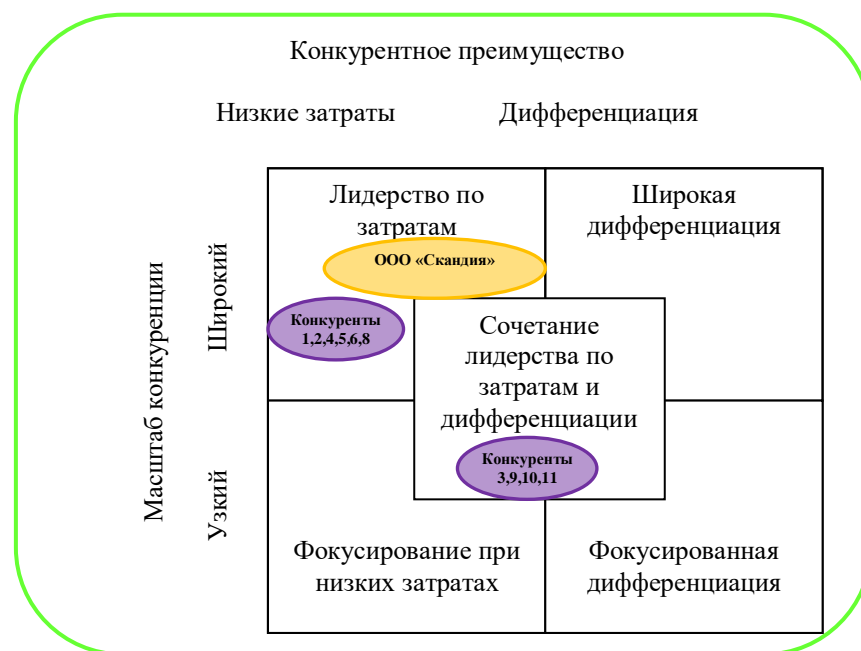 Конкурентное преимущество
Низкие затраты
Дифференциация
Масштаб конкуренции
Широкий
Узкий
Лидерство по
затратам
Широкая
дифференциация
ООО «Скандия»
Конкуренты
1,2,4,5,6,8
Сочетание
лидерства по
затратам и
дифференциации
Конкуренты
3,9,10,11
Фокусирование при
низких затратах
Фокусированная
дифференциация